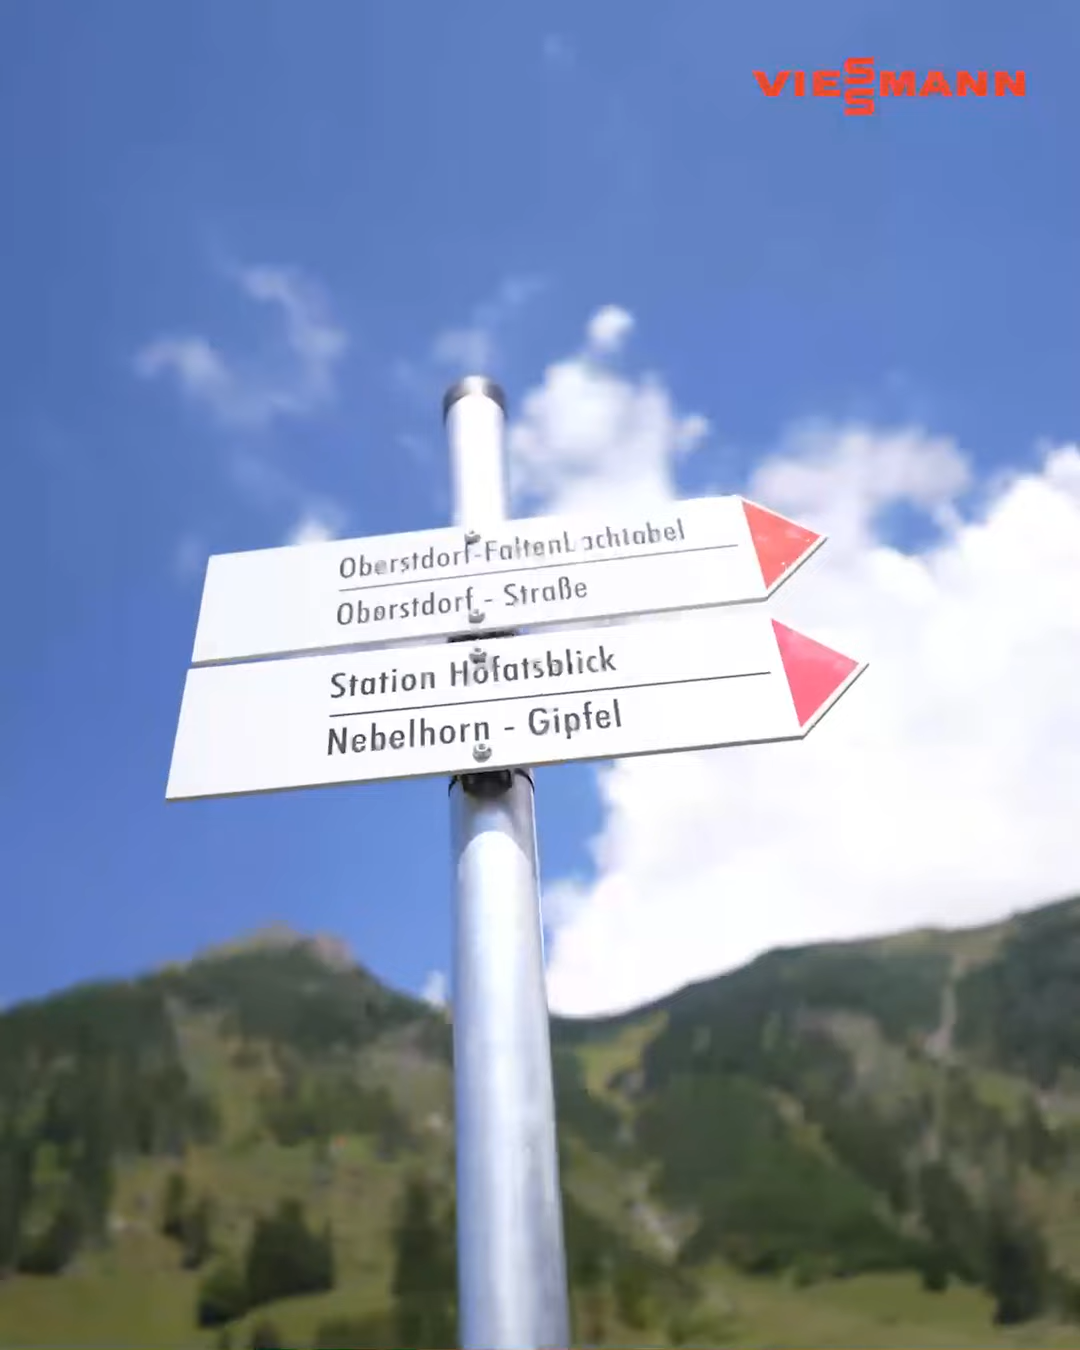 VIESSMANN
Oberstdorf-Faltenbachtobel
Oberstdorf - Straße
Station Höfatsblick
Nebelhorn - Gipfel